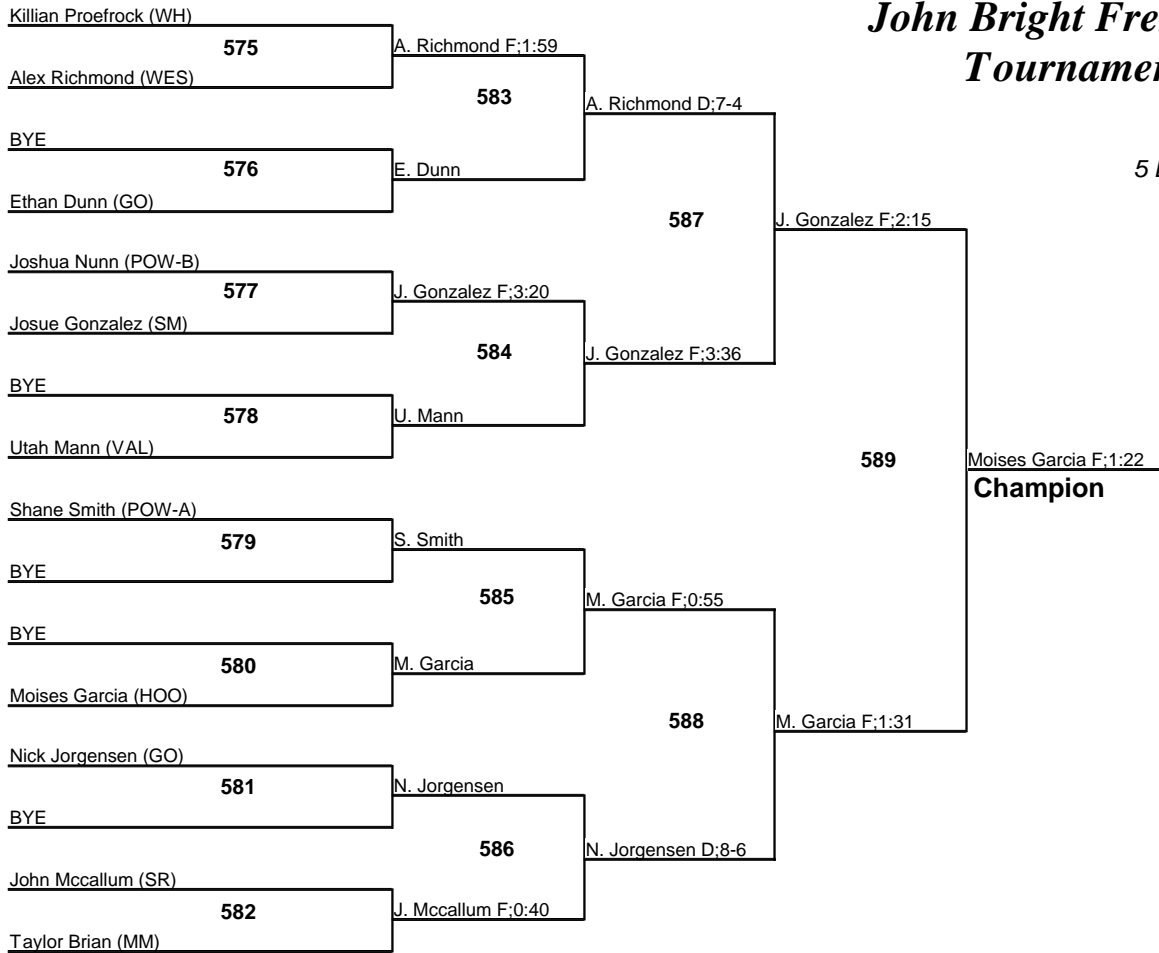 John Bright
Killian Proefrock (WH)
575
A. Richmond F;1:59
Alex Richmond (WES)
583
A. Richmond D;7-4
BYE
576
E. Dunn
5
Ethan Dunn (GO)
587
J. Gonzalez F;2:15
Joshua Nunn (POW-B)
577
J. Gonzalez F;3:20
Josue Gonzalez (SM)
584
J. Gonzalez F;3:36
BYE
578
U. Mann
Utah Mann (VAL)
589
Moises Garcia F;1:22
Champion
Shane Smith (POW-A)
579
S. Smith
BYE
585
M. Garcia F;0:55
BYE
580
M. Garcia
Moises Garcia (HOO)
588
M. Garcia F;1:31
Nick Jorgensen (GO)
581
N. Jorgensen
BYE
586
N. Jorgensen D;8-6
John Mccallum (SR)
582
J. Mccallum F;0:40
Taylor Brian (MM)